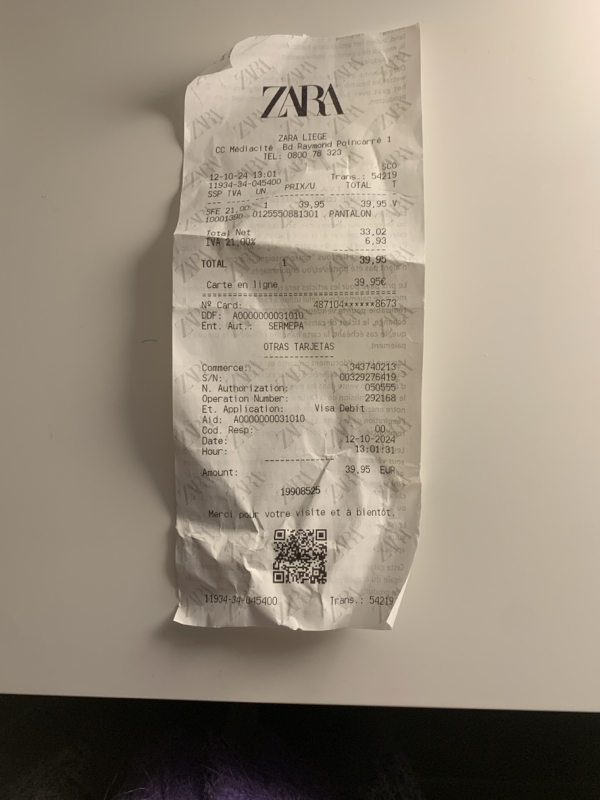 ZARA
ZARA LIEGE
CC Médiacité Bd Raymond Poincarré 1
TEL: 0800 78 323
SCO
12-10-24 13:01 Trans.: 54219
11934-34-045400
SSP TVA UN PRIX/U TOTAL T
SFE 21,00 1 39,95 39,95 V
10001390 0125550881301 PANTALON
Total Net 33,02
IVA 21,00% 6,93
TOTAL 1 39,95
Carte en ligne 39,95€
Nº Card: 487104******8673
DDF: A0000000031010
Ent. Aut.: SERMEPA
OTRAS TARJETAS
Commerce: 343740213
S/N: 00329276419
N. Authorization: 050555
Operation Number: 292168
Et. Application: Visa Debit
Aid: A0000000031010
Cod. Resp: 00
Date: 12-10-2024
Hour: 13:01:31
Amount: 39,95 EUR
19908525
Merci pour votre visite et à bientôt.
11934-34-045400 Trans.: 54219